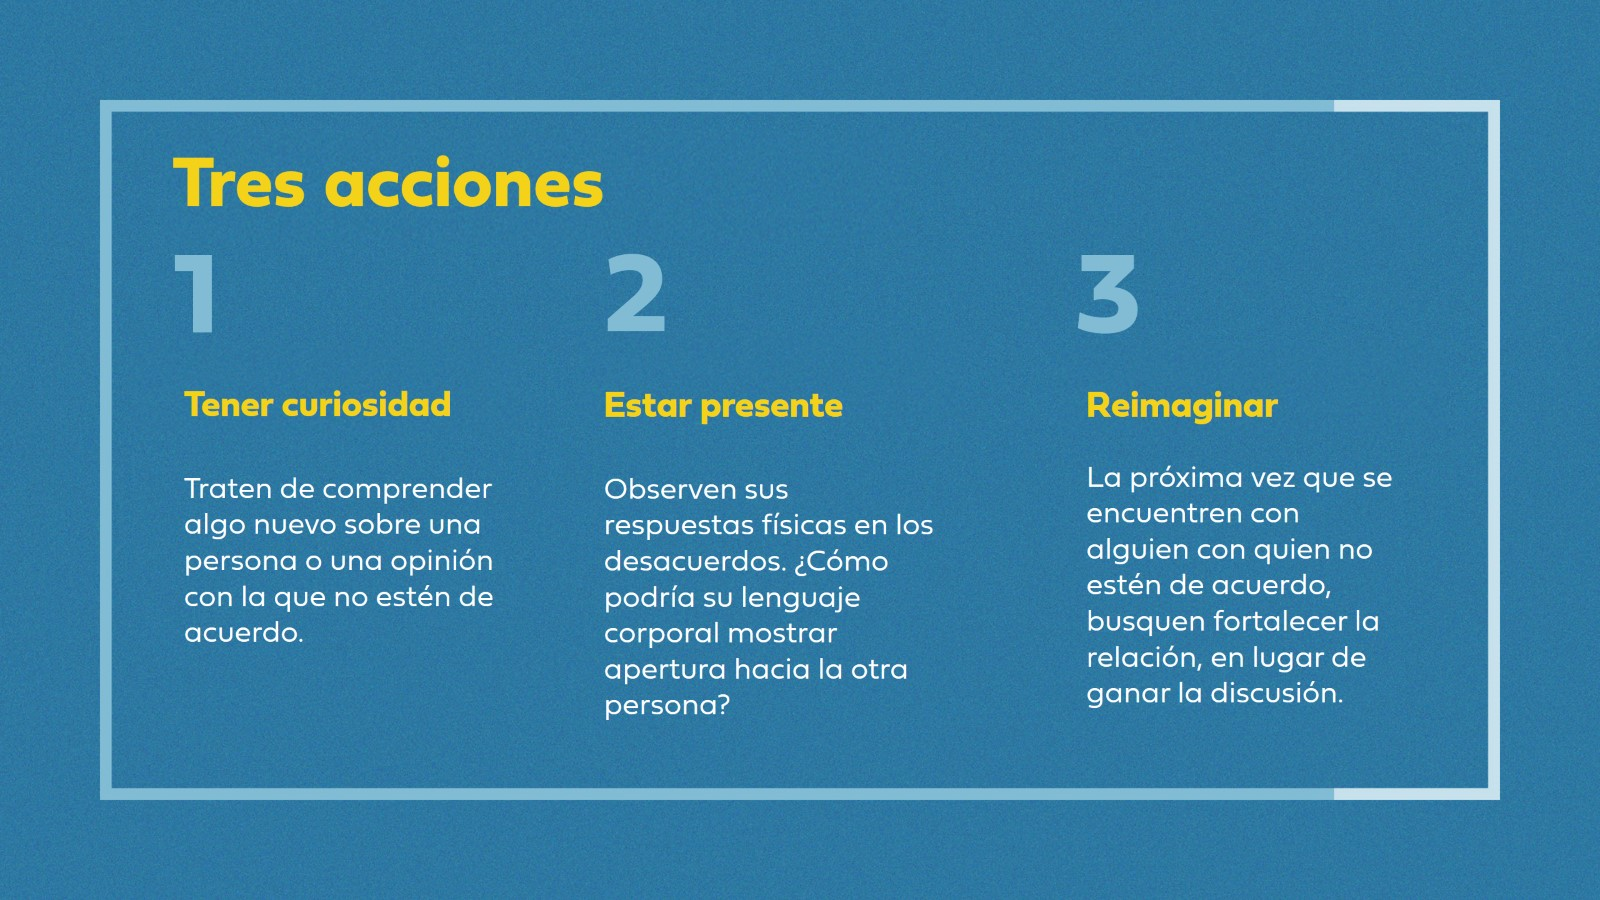 Tres acciones
1
Tener curiosidad
Traten de comprender
algo nuevo sobre una
persona o una opinión
con la que no estén de
acuerdo.
2
Estar presente
Observen sus
respuestas físicas en los
desacuerdos. ¿Cómo
podría su lenguaje
corporal mostrar
apertura hacia la otra
persona?
3
Reimaginar
La próxima vez que se
encuentren con
alguien con quien no
estén de acuerdo,
busquen fortalecer la
relación, en lugar de
ganar la discusión.